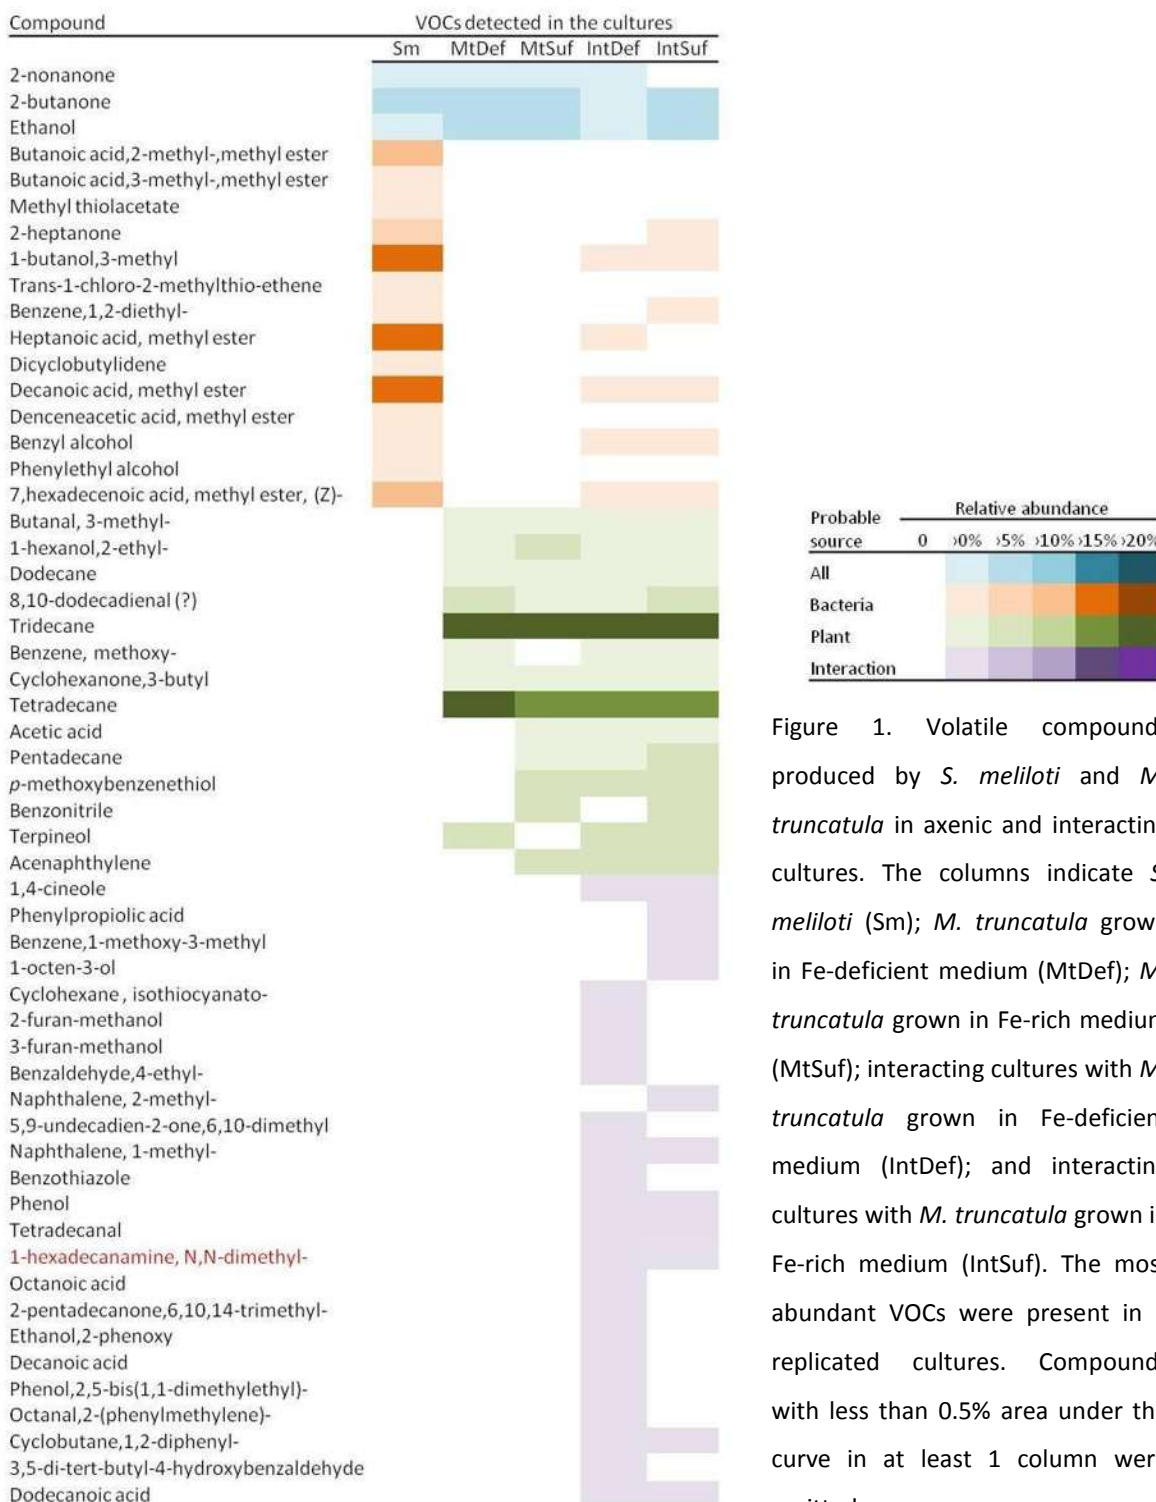 Compound VOCs detected in the cultures
Sm MtDef MtSuf IntDef IntSuf
2-nonanone
2-butanone
Ethanol
Butanoic acid,2-methyl-,methyl ester
Butanoic acid,3-methyl-,methyl ester
Methyl thiolacetate
2-heptanone
1-butanol,3-methyl
Trans-1-chloro-2-methylthio-ethene
Benzene,1,2-diethyl-
Heptanoic acid, methyl ester
Dicyclobutylidene
Decanoic acid, methyl ester
Denceneacetic acid, methyl ester
Benzyl alcohol
Phenylethyl alcohol
7,hexadecenoic acid, methyl ester, (Z)-
Butanal, 3-methyl-
1-hexanol,2-ethyl-
Dodecane
8,10-dodecadienal (?)
Tridecane
Benzene, methoxy-
Cyclohexanone,3-butyl
Tetradecane
Acetic acid
Pentadecane
p-methoxybenzenethiol
Benzonitrile
Terpineol
Acenaphthylene
1,4-cineole
Phenylpropiolic acid
Benzene,1-methoxy-3-methyl
1-octen-3-ol
Cyclohexane, isothiocyanato-
2-furan-methanol
3-furan-methanol
Benzaldehyde,4-ethyl-
Naphthalene, 2-methyl-
5,9-undecadien-2-one,6,10-dimethyl
Naphthalene, 1-methyl-
Benzothiazole
Phenol
Tetradecanal
1-hexadecanamine, N,N-dimethyl-
Octanoic acid
2-pentadecanone,6,10,14-trimethyl-
Ethanol,2-phenoxy
Decanoic acid
Phenol,2,5-bis(1,1-dimethylethyl)-
Octanal,2-(phenylmethylene)-
Cyclobutane,1,2-diphenyl-
3,5-di-tert-butyl-4-hydroxybenzaldehyde
Dodecanoic acid
Probable Relative abundance
source 0 ›0% ›5% ›10% ›15% ›20%
All
Bacteria
Plant
Interaction
Figure 1. Volatile compound
produced by S. meliloti and M
truncatula in axenic and interactin
cultures. The columns indicate S
meliloti (Sm); M. truncatula grow
in Fe-deficient medium (MtDef); M
truncatula grown in Fe-rich medium
(MtSuf); interacting cultures with M
truncatula grown in Fe-deficien
medium (IntDef); and interactin
cultures with M. truncatula grown i
Fe-rich medium (IntSuf). The mos
abundant VOCs were present in
replicated cultures. Compound
with less than 0.5% area under th
curve in at least 1 column wer